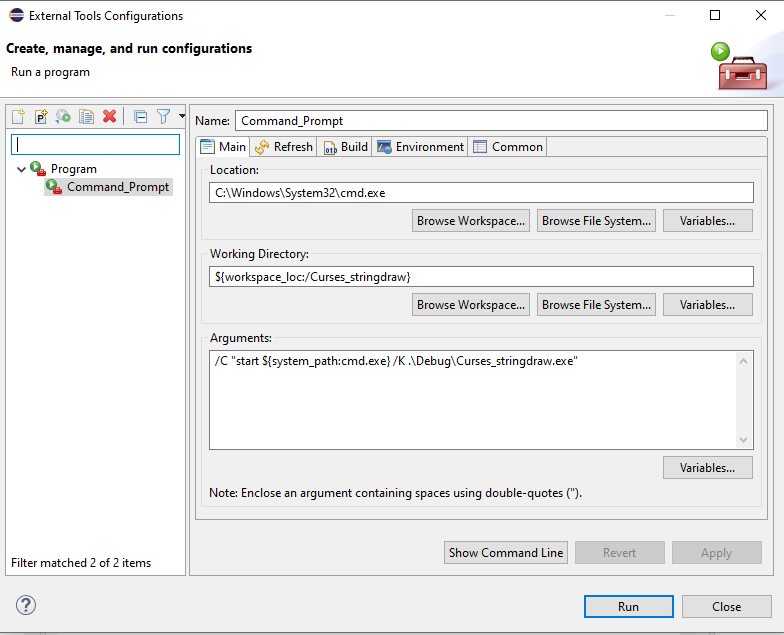 External Tools Configurations
Create, manage, and run configurations
Run a program
Name: Command_Prompt
Main Refresh Build Environment Common
Program
Command_Prompt
Location:
C:\Windows\System32\cmd.exe
Browse Workspace... Browse File System... Variables...
Working Directory:
${workspace_loc:/Curses_stringdraw}
Browse Workspace... Browse File System... Variables...
Arguments:
/C "start ${system_path:cmd.exe} /K .\Debug\Curses_stringdraw.exe"
Variables...
Note: Enclose an argument containing spaces using double-quotes (").
Filter matched 2 of 2 items
Show Command Line Revert Apply
Run Close